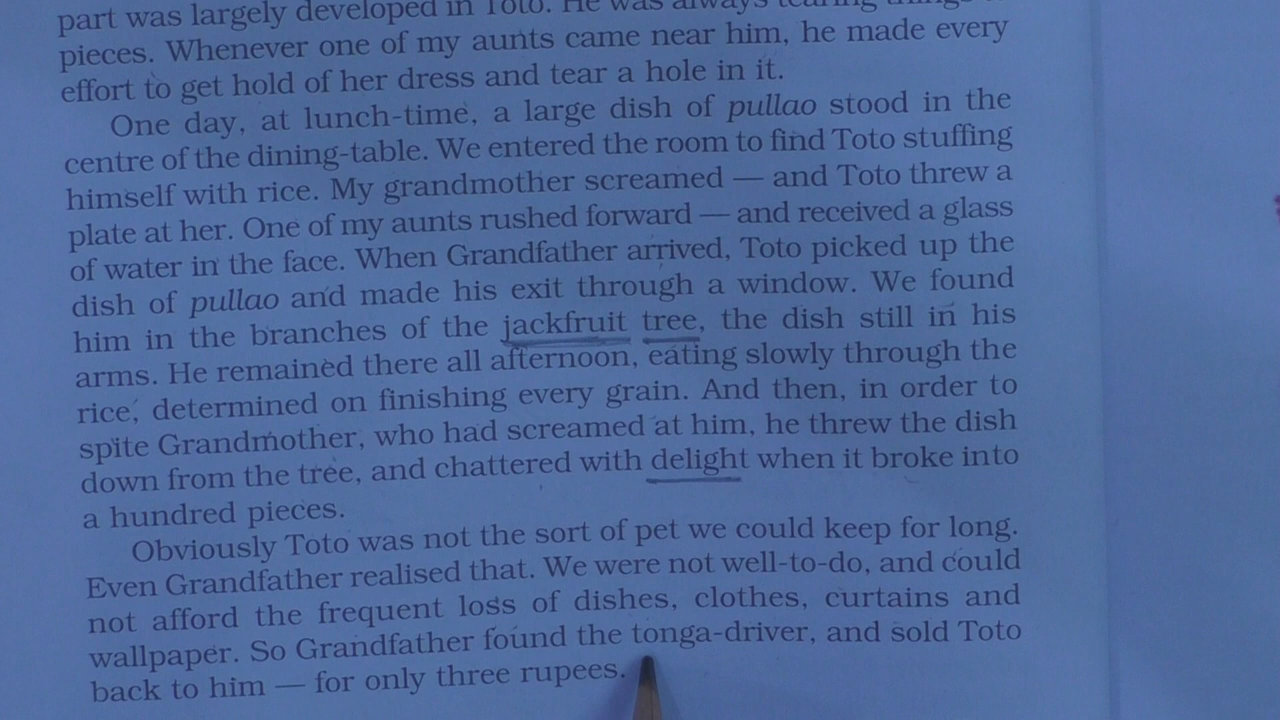 part was largely developed in Toto. He was always tearing things to
pieces. Whenever one of my aunts came near him, he made every
effort to get hold of her dress and tear a hole in it.
One day, at lunch-time, a large dish of pullao stood in the
centre of the dining-table. We entered the room to find Toto stuffing
himself with rice. My grandmother screamed — and Toto threw a
plate at her. One of my aunts rushed forward — and received a glass
of water in the face. When Grandfather arrived, Toto picked up the
dish of pullao and made his exit through a window. We found
him in the branches of the jackfruit tree, the dish still in his
arms. He remained there all afternoon, eating slowly through the
rice, determined on finishing every grain. And then, in order to
spite Grandmother, who had screamed at him, he threw the dish
down from the tree, and chattered with delight when it broke into
a hundred pieces.
Obviously Toto was not the sort of pet we could keep for long.
Even Grandfather realised that. We were not well-to-do, and could
not afford the frequent loss of dishes, clothes, curtains and
wallpaper. So Grandfather found the tonga-driver, and sold Toto
back to him — for only three rupees.